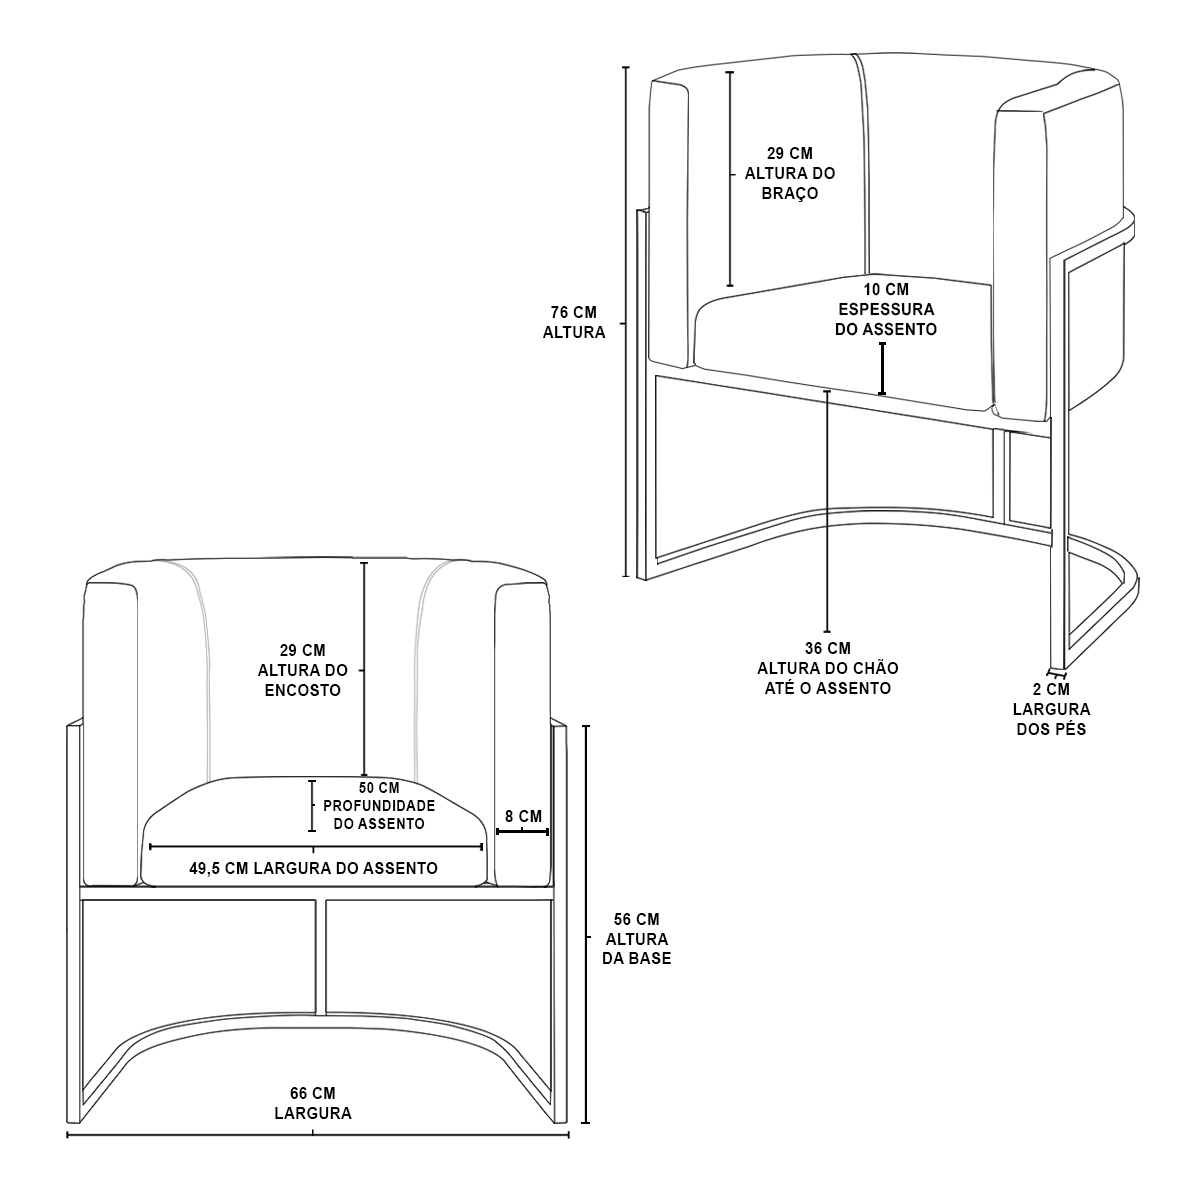 29 CM
ALTURA DO
BRAÇO
10 CM
ESPESSURA
DO ASSENTO
76 CM
ALTURA
36 CM
ALTURA DO CHÃO
ATÉ O ASSENTO
2 CM
LARGURA
DOS PÉS
29 CM
ALTURA DO
ENCOSTO
50 CM
PROFUNDIDADE
DO ASSENTO
8 CM
49,5 CM LARGURA DO ASSENTO
56 CM
ALTURA
DA BASE
66 CM
LARGURA